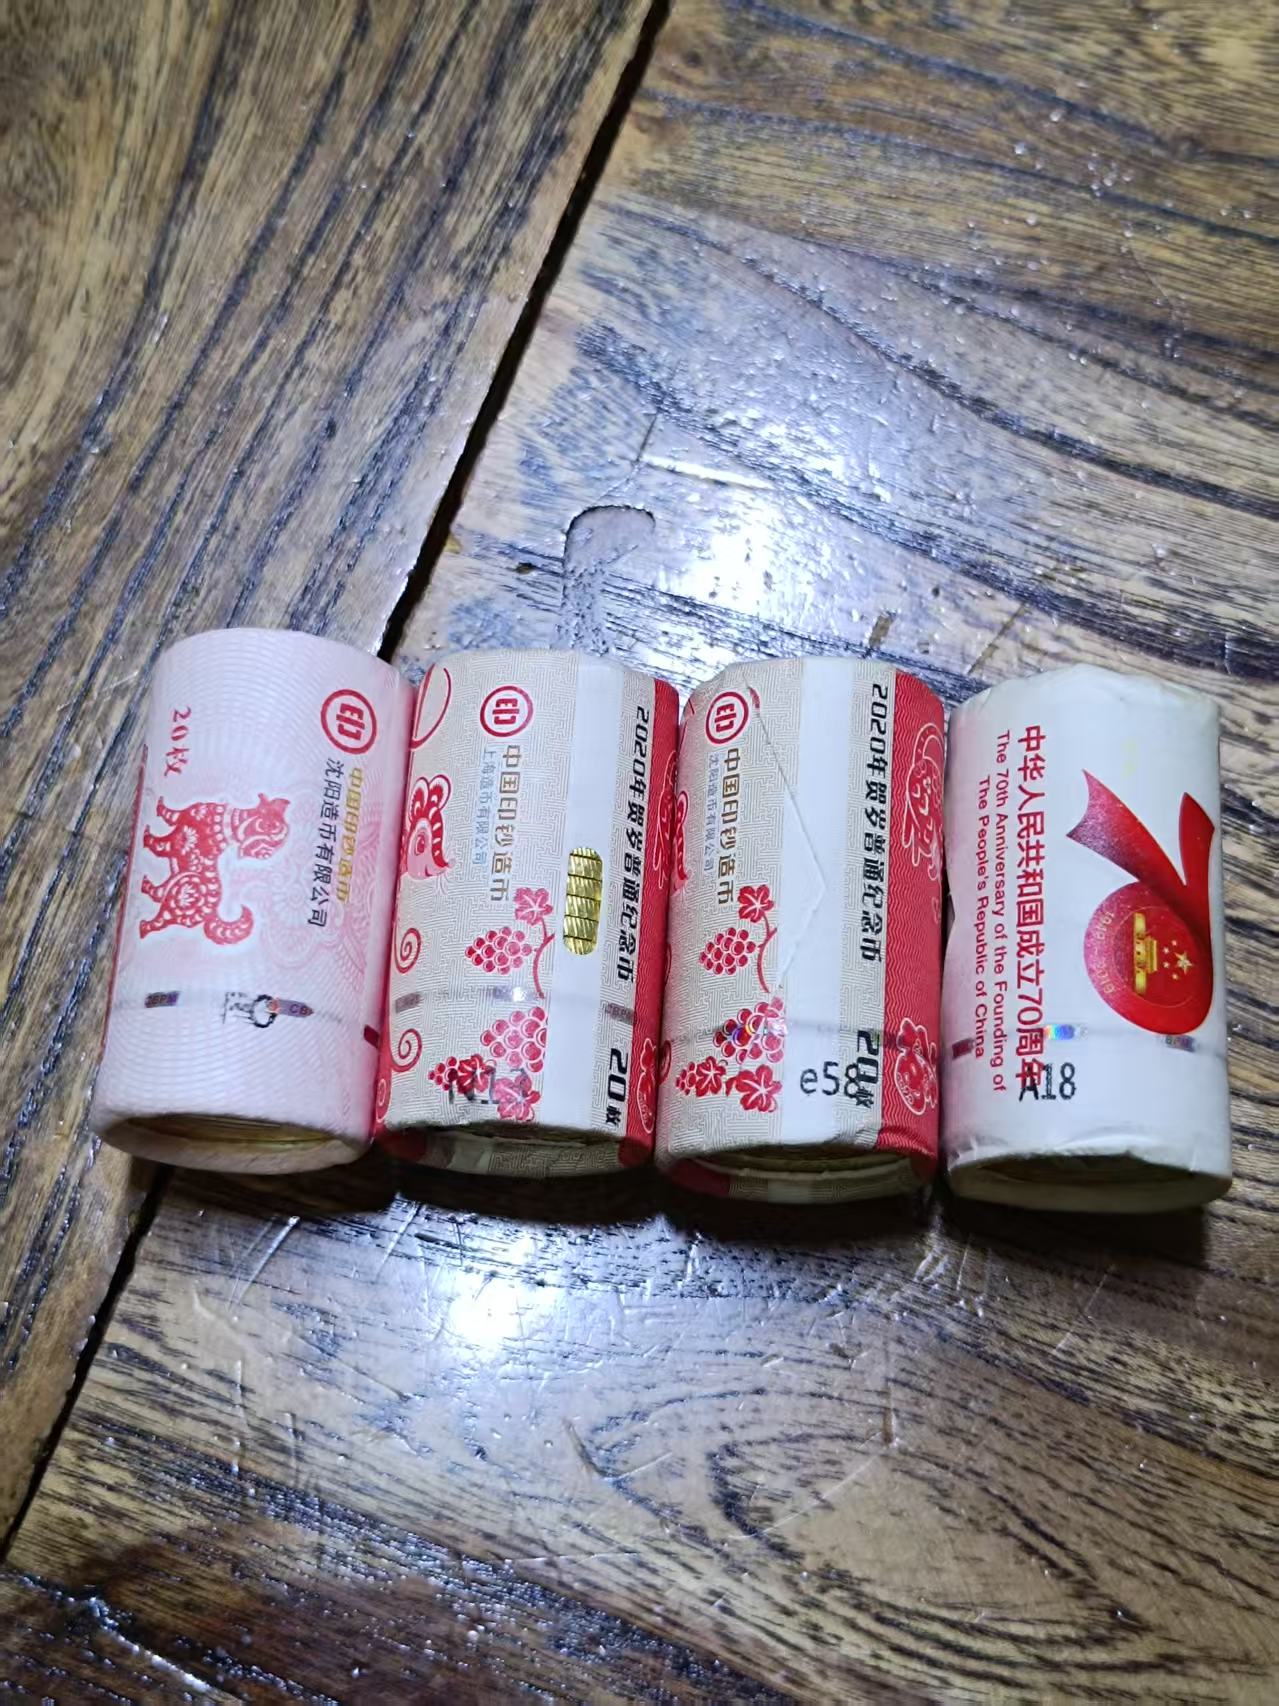 20枚
印
中国印钞造币
沈阳造币有限公司
印
中国印钞造币
上海造币有限公司
2020年贺岁普通纪念币
20枚
印
中国印钞造币
沈阳造币有限公司
2020年贺岁普通纪念币
20枚
e58
中华人民共和国成立70周年
The 70th Anniversary of the Founding of
The People's Republic of China
1949-2019